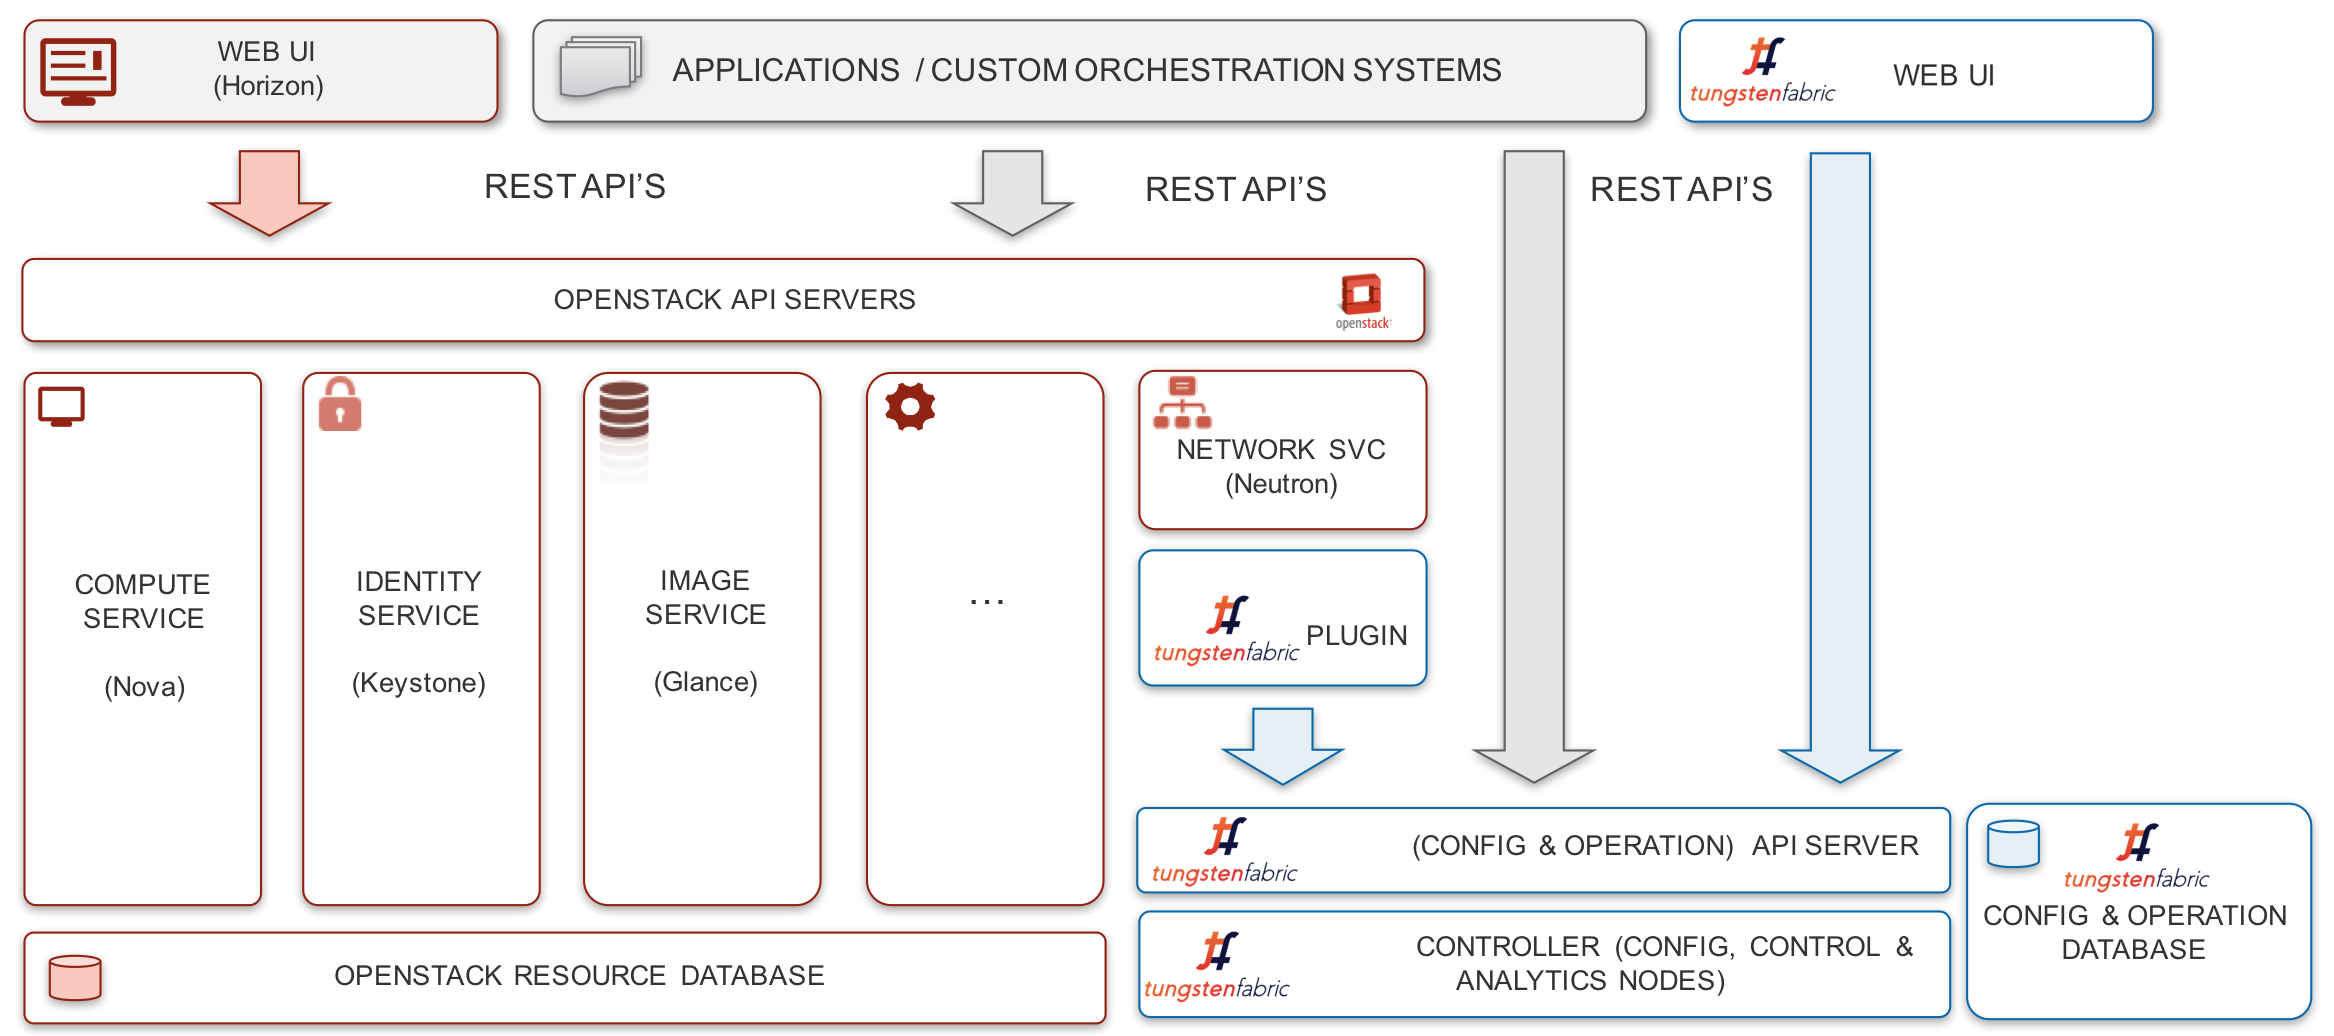 WEB UI
(Horizon)
APPLICATIONS / CUSTOM ORCHESTRATION SYSTEMS
tungstenfabric
WEB UI
REST API’S
REST API’S
REST API’S
OPENSTACK API SERVERS
openstack™
COMPUTE
SERVICE
(Nova)
IDENTITY
SERVICE
(Keystone)
IMAGE
SERVICE
(Glance)
...
NETWORK SVC
(Neutron)
tungstenfabric
PLUGIN
tungstenfabric
(CONFIG & OPERATION) API SERVER
tungstenfabric
CONTROLLER (CONFIG, CONTROL &
ANALYTICS NODES)
tungstenfabric
CONFIG & OPERATION
DATABASE
OPENSTACK RESOURCE DATABASE